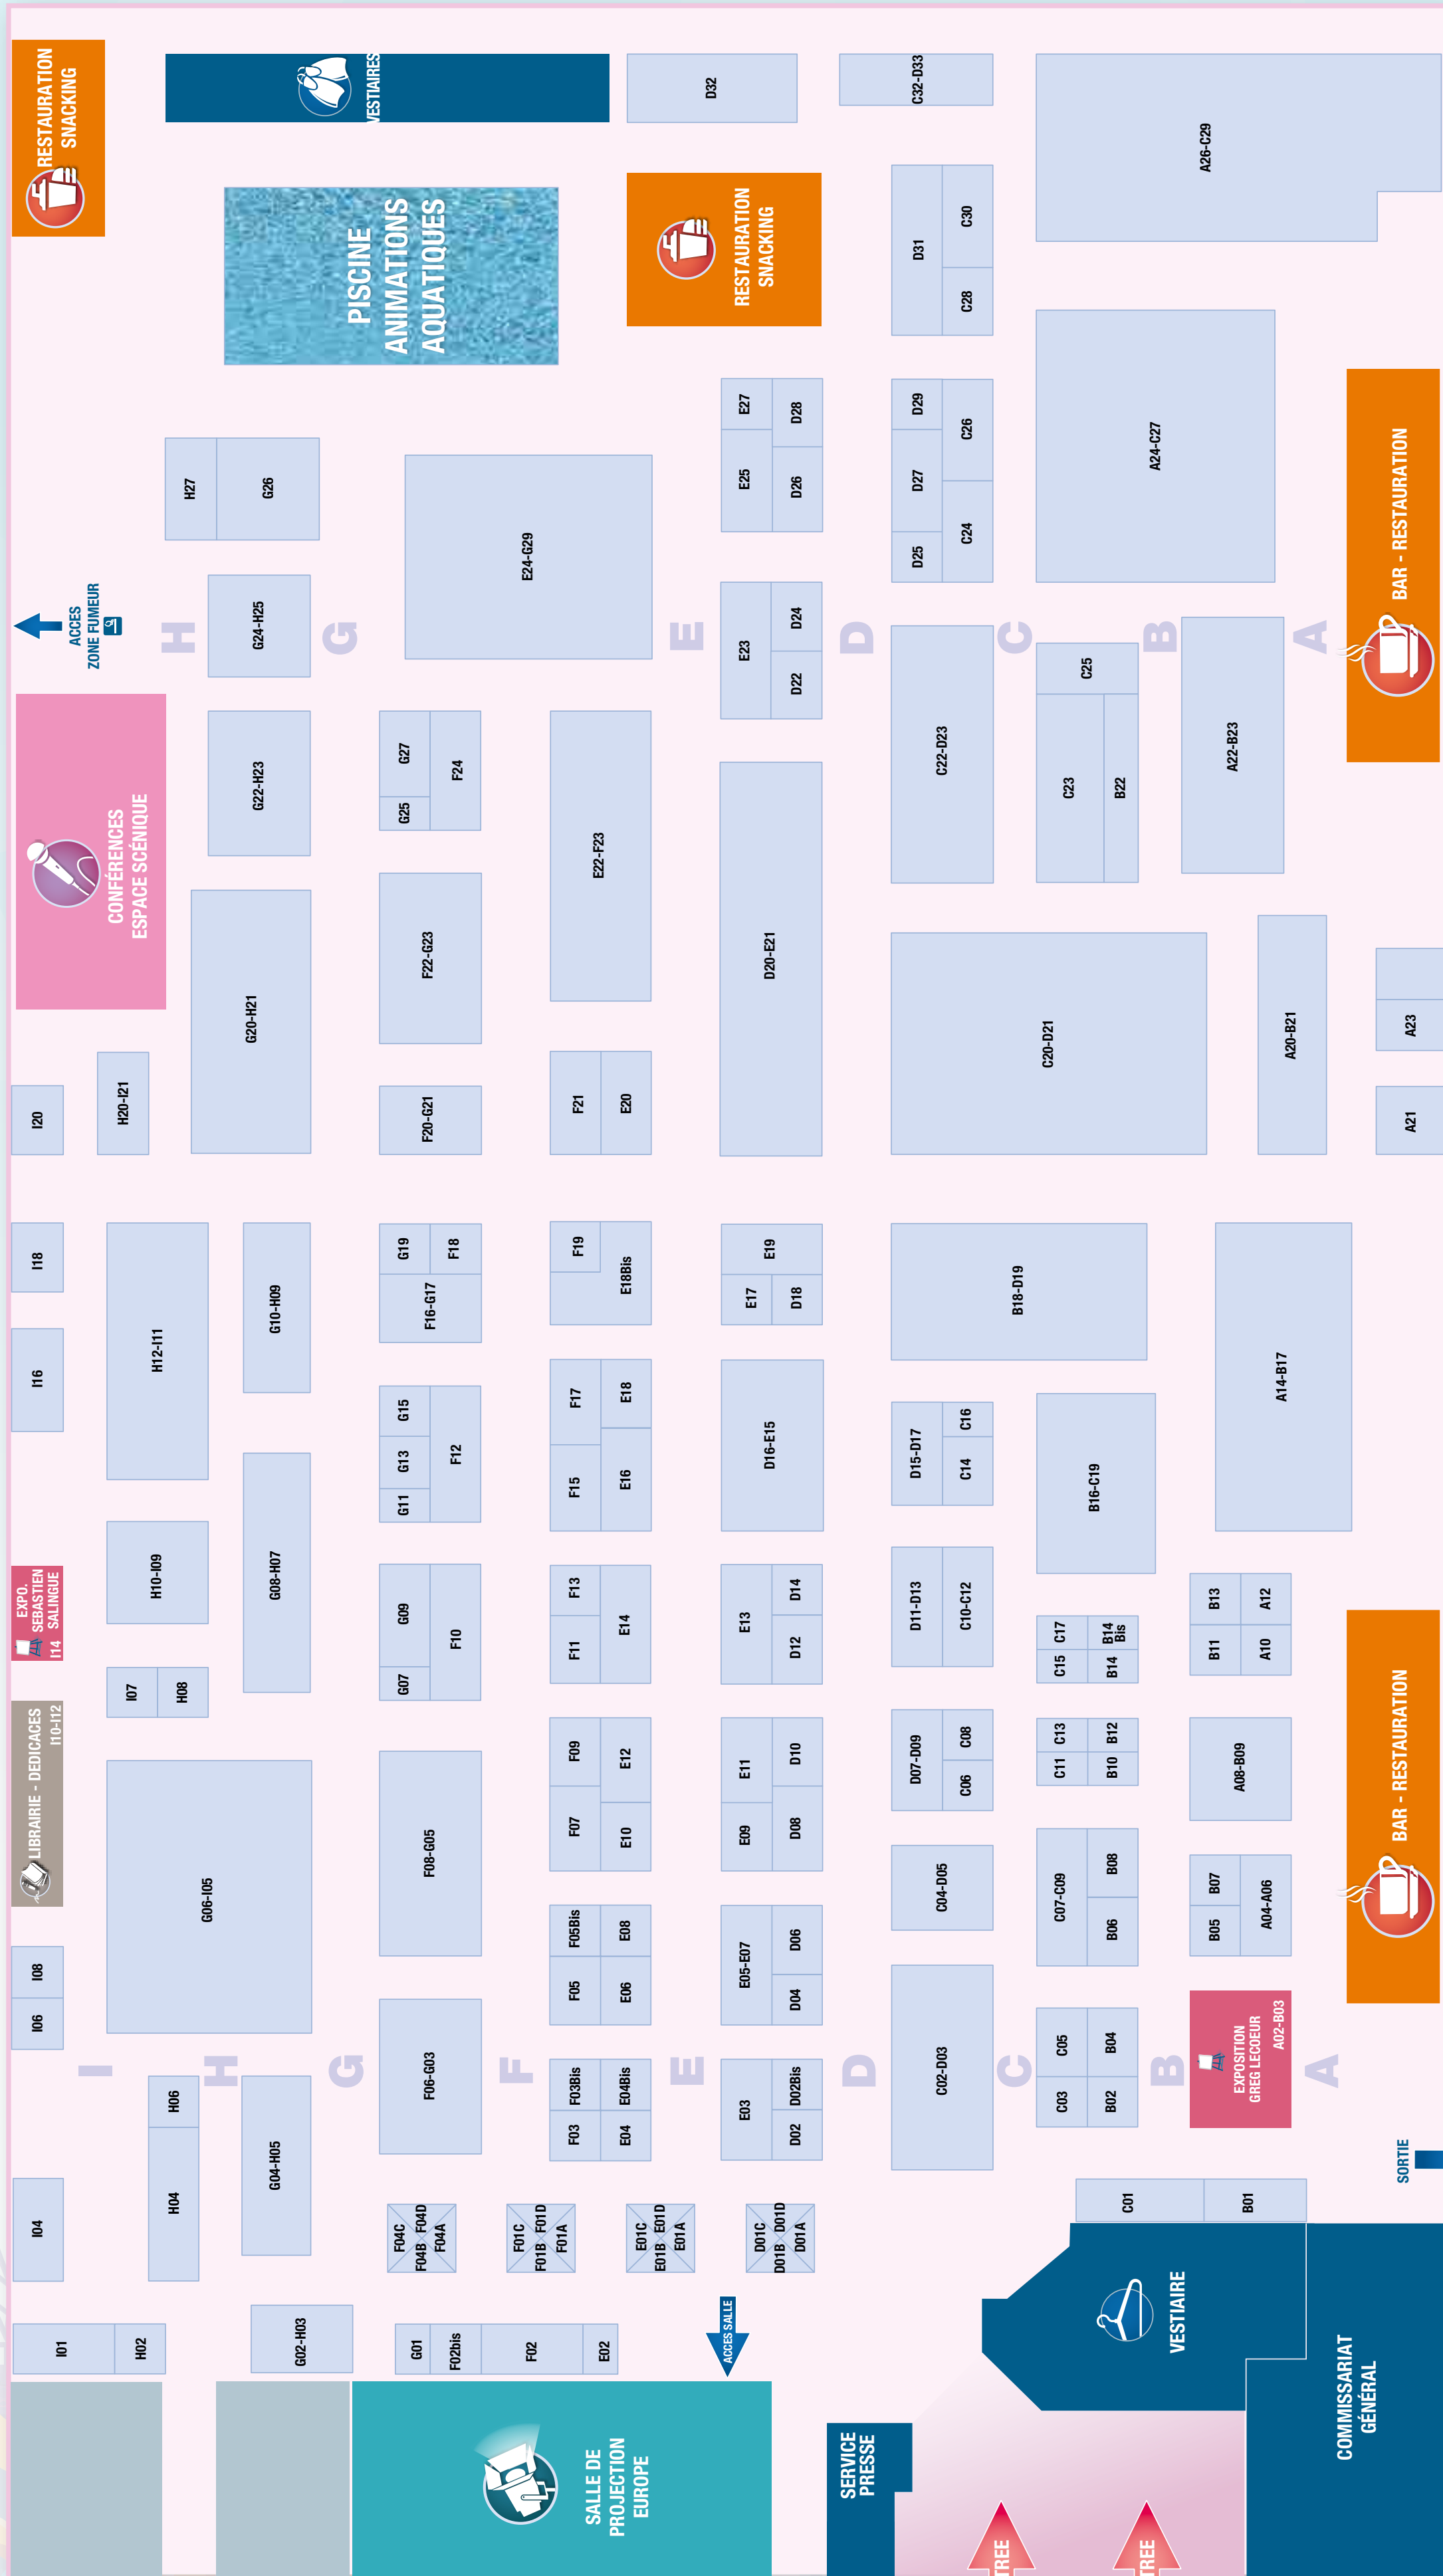 RESTAURATION
SNACKING
VESTIAIRES
D32
C32-D33
A26-C29
PISCINE
ANIMATIONS
AQUATIQUES
RESTAURATION
SNACKING
D31
C30
C28
E27
D28
E25
D26
D29
C26
D27
D25
C24
A24-C27
BAR - RESTAURATION
H27
G26
E24-G29
ACCES
ZONE FUMEUR
H
G24-H25
G
E
E23
D24
D22
D
C
C25
B
A
C22-D23
C23
B22
A22-B23
CONFÉRENCES
ESPACE SCÉNIQUE
G22-H23
G27
G25
F24
E22-F23
D20-E21
G20-H21
F22-G23
C20-D21
A20-B21
A23
A21
I20
H20-I21
F20-G21
F21
E20
I18
H12-I11
G10-H09
G19
F18
F16-G17
F19
E18Bis
E19
E17
D18
B18-D19
A14-B17
I16
G15
G13
G11
F12
F17
E18
F15
E16
D16-E15
D15-D17
C16
C14
B16-C19
EXPO.
SEBASTIEN
SALINGUE
I14
H10-I09
G08-H07
G09
G07
F10
F13
F11
E14
E13
D14
D12
D11-D13
C10-C12
C17
C15
B14
Bis
B14
B13
B11
A12
A10
LIBRAIRIE - DEDICACES
I10-I12
I07
H08
G06-I05
F08-G05
F09
F07
E12
E10
E11
E09
D10
D08
D07-D09
C08
C06
C13
C11
B12
B10
A08-B09
BAR - RESTAURATION
C04-D05
C07-C09
B08
B06
B07
B05
A04-A06
I08
I06
F05Bis
F05
E08
E06
E05-E07
D06
D04
F06-G03
C02-D03
C05
C03
B04
B02
EXPOSITION
GREG LECOEUR
A02-B03
I
H
G
F
E
D
C
B
A
H06
H04
G04-H05
F03Bis
F03
E04Bis
E04
E03
D02Bis
D02
SORTIE
I04
F04C
F04D
F04B
F04A
F01C
F01D
F01B
F01A
E01C
E01D
E01B
E01A
D01C
D01D
D01B
D01A
C01
B01
I01
H02
G02-H03
G01
F02bis
F02
E02
ACCES SALLE
VESTIAIRE
COMMISSARIAT
GÉNÉRAL
SALLE DE
PROJECTION
EUROPE
SERVICE
PRESSE
TREE
TREE